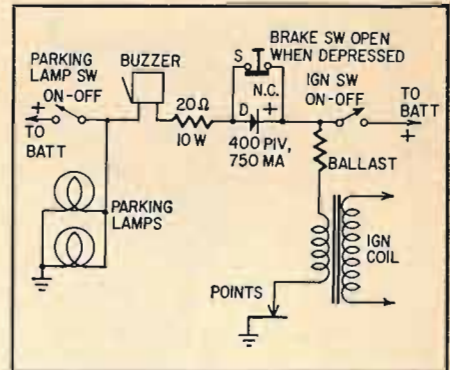 PARKING
LAMP SW
ON-OFF
BUZZER
BRAKE SW OPEN
WHEN DEPRESSED
S
N.C.
IGN SW
ON-OFF
+
TO
BATT
20Ω
10 W
D
+
400 PIV,
750 MA
TO
BATT
+
BALLAST
PARKING
LAMPS
IGN
COIL
POINTS